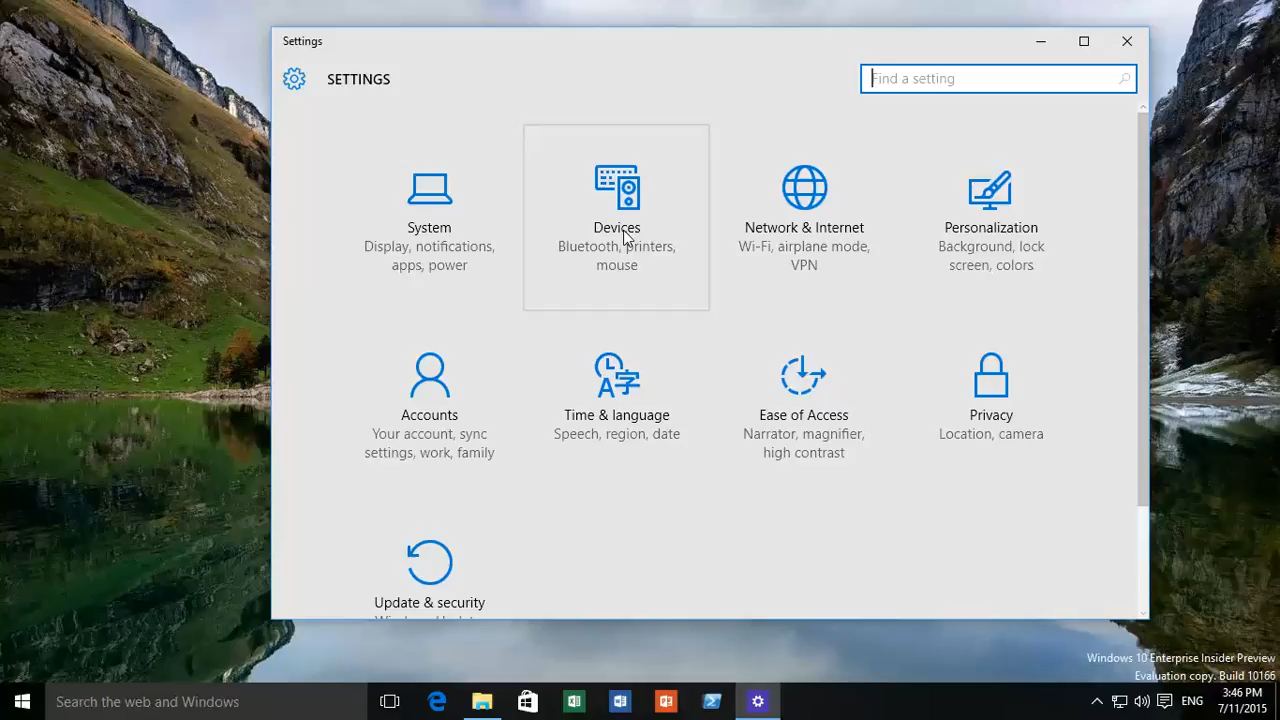 Settings
SETTINGS
Find a setting
System
Display, notifications,
apps, power
Devices
Bluetooth, printers,
mouse
Network & Internet
Wi-Fi, airplane mode,
VPN
Personalization
Background, lock
screen, colors
Accounts
Your account, sync
settings, work, family
Time & language
Speech, region, date
Ease of Access
Narrator, magnifier,
high contrast
Privacy
Location, camera
Update & security
Windows 10 Enterprise Insider Preview
Evaluation copy. Build 10166
Search the web and Windows
ENG
3:46 PM
7/11/2015